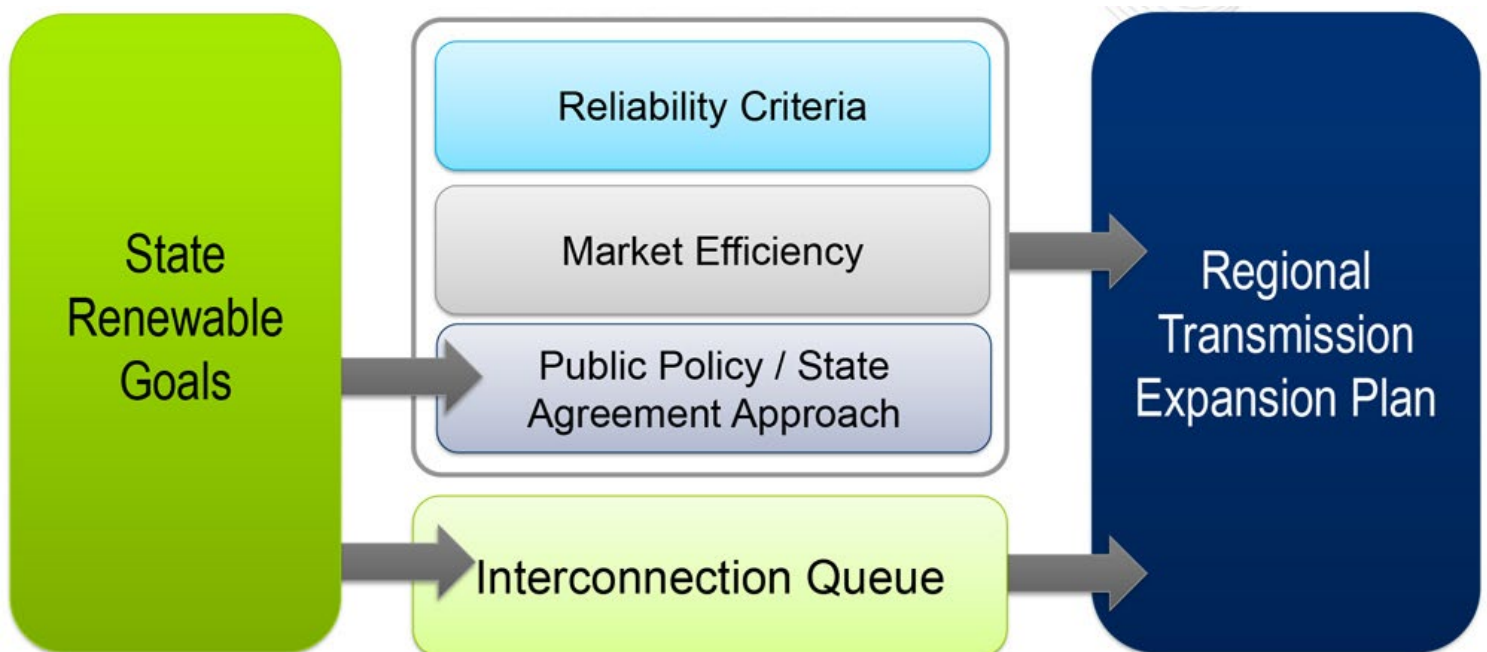 State
Renewable
Goals
Reliability Criteria
Market Efficiency
Public Policy / State
Agreement Approach
Interconnection Queue
Regional
Transmission
Expansion Plan